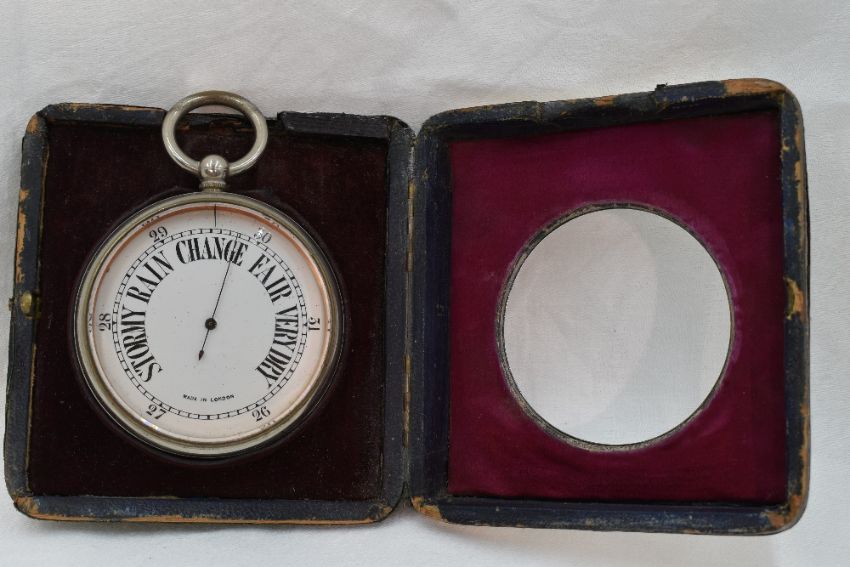 29 30
STORMY RAIN CHANGE FAIR VERY DRY
28 31
MADE IN LONDON
27 26